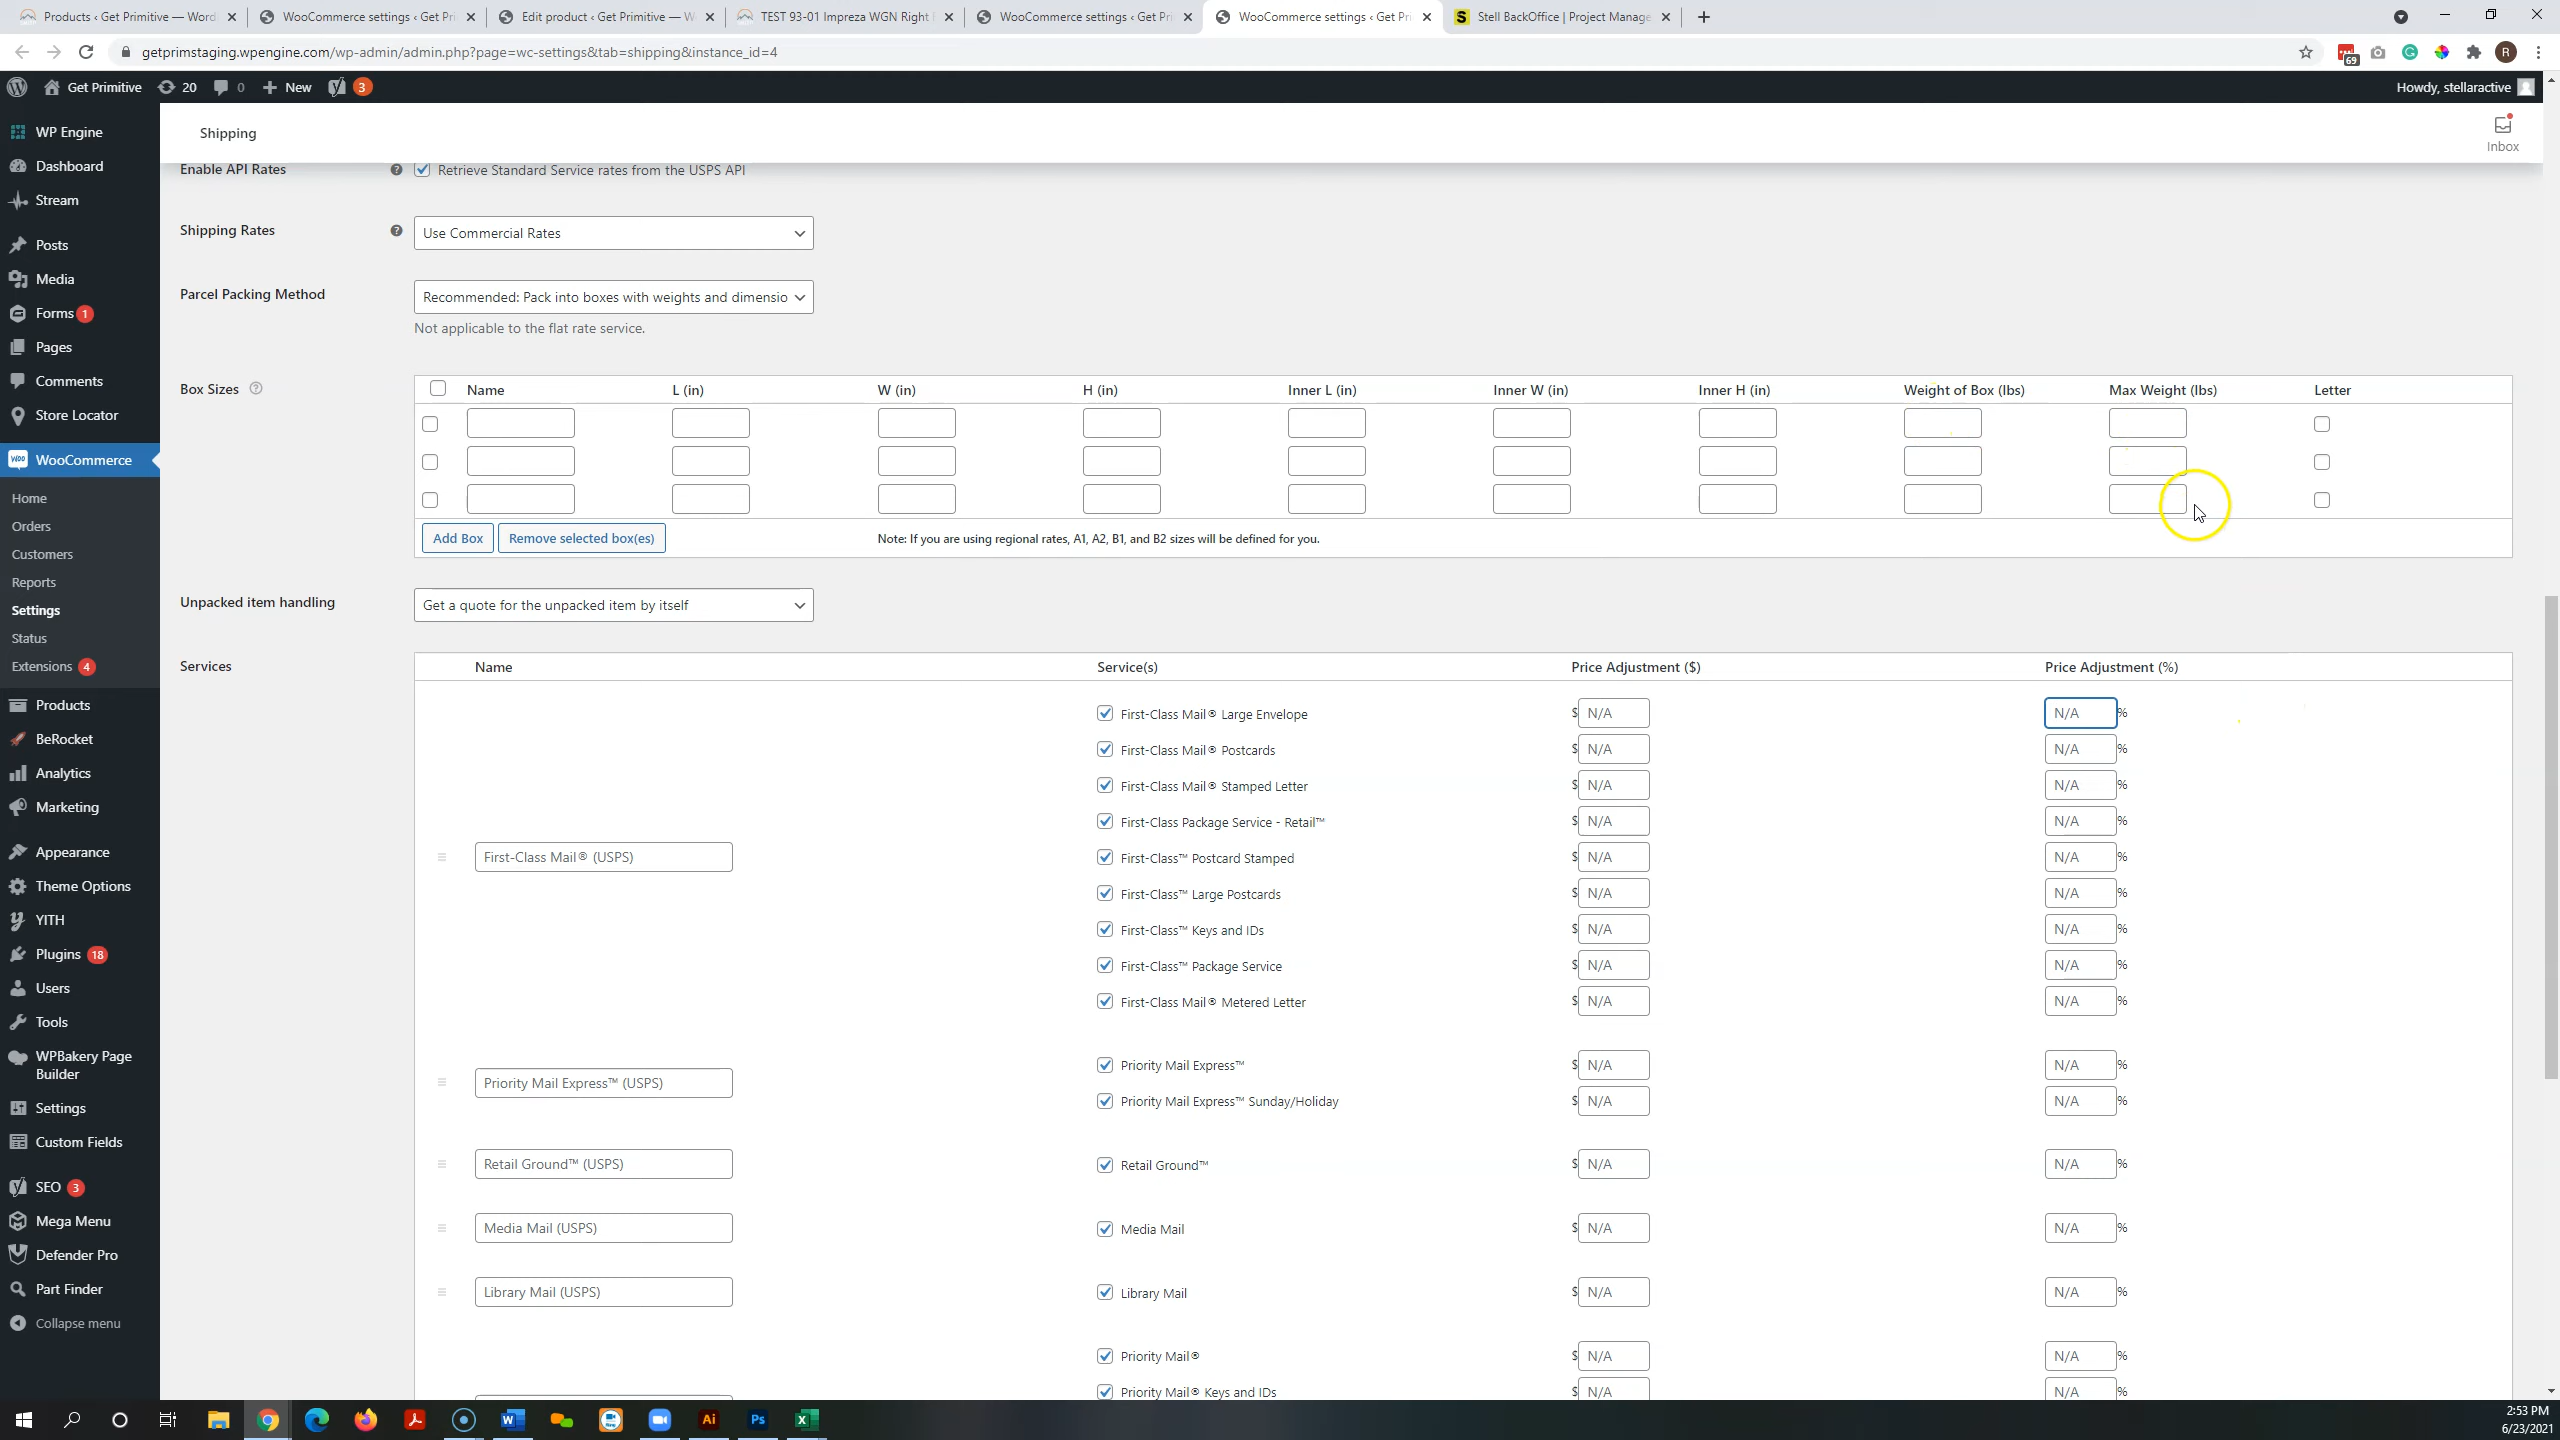 Products ‹ Get Primitive — Word
WooCommerce settings ‹ Get Pri
Edit product ‹ Get Primitive — W
TEST 93-01 Impreza WGN Right
WooCommerce settings ‹ Get Pri
WooCommerce settings ‹ Get Pri
Stell BackOffice | Project Manage
getprimstaging.wpengine.com/wp-admin/admin.php?page=wc-settings&tab=shipping&instance_id=4
69
R
Get Primitive 20 0 New 3
Howdy, stellaractive
Shipping
Inbox
WP Engine
Dashboard
Stream
Posts
Media
Forms 1
Pages
Comments
Store Locator
WooCommerce
Home
Orders
Customers
Reports
Settings
Status
Extensions 4
Products
BeRocket
Analytics
Marketing
Appearance
Theme Options
YITH
Plugins 18
Users
Tools
WPBakery Page
Builder
Settings
Custom Fields
SEO 3
Mega Menu
Defender Pro
Part Finder
Collapse menu
Enable API Rates Retrieve Standard Service rates from the USPS API
Shipping Rates Use Commercial Rates
Parcel Packing Method Recommended: Pack into boxes with weights and dimensio
Not applicable to the flat rate service.
Box Sizes Name L (in) W (in) H (in) Inner L (in) Inner W (in) Inner H (in) Weight of Box (lbs) Max Weight (lbs) Letter
Add Box Remove selected box(es) Note: If you are using regional rates, A1, A2, B1, and B2 sizes will be defined for you.
Unpacked item handling Get a quote for the unpacked item by itself
Services Name Service(s) Price Adjustment ($) Price Adjustment (%)
First-Class Mail® Large Envelope $ N/A N/A %
First-Class Mail® Postcards $ N/A N/A %
First-Class Mail® Stamped Letter $ N/A N/A %
First-Class Package Service - Retail™ $ N/A N/A %
First-Class Mail® (USPS) First-Class™ Postcard Stamped $ N/A N/A %
First-Class™ Large Postcards $ N/A N/A %
First-Class™ Keys and IDs $ N/A N/A %
First-Class™ Package Service $ N/A N/A %
First-Class Mail® Metered Letter $ N/A N/A %
Priority Mail Express™ $ N/A N/A %
Priority Mail Express™ (USPS)
Priority Mail Express™ Sunday/Holiday $ N/A N/A %
Retail Ground™ (USPS) Retail Ground™ $ N/A N/A %
Media Mail (USPS) Media Mail $ N/A N/A %
Library Mail (USPS) Library Mail $ N/A N/A %
Priority Mail® $ N/A N/A %
Priority Mail® Keys and IDs $ N/A N/A %
2:53 PM
6/23/2021